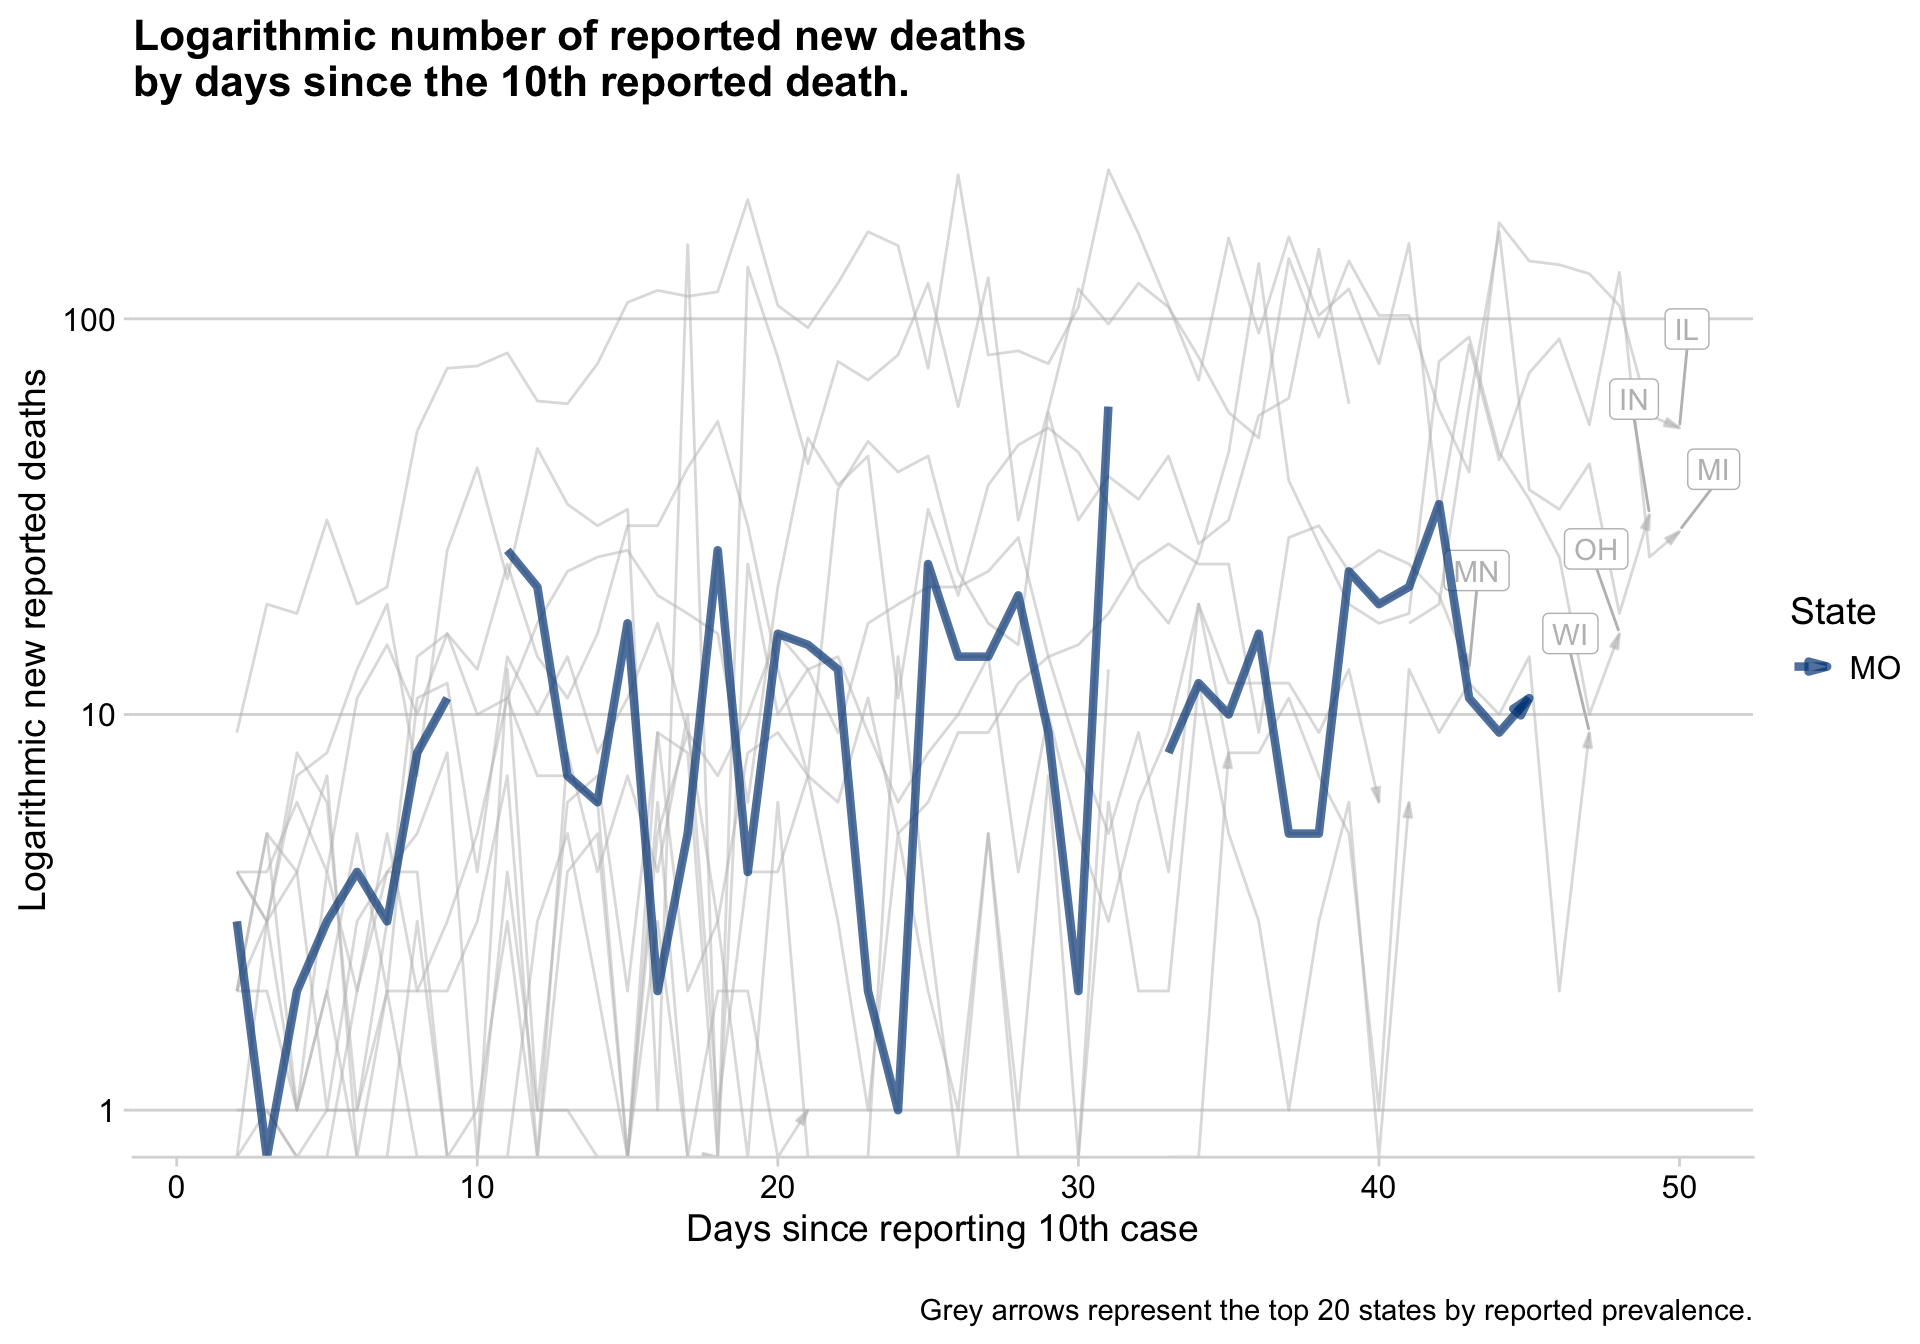 Logarithmic number of reported new deaths
by days since the 10th reported death.
Logarithmic new reported deaths
100
10
1
IL
IN
MI
OH
MN
WI
State
MO
0 10 20 30 40 50
Days since reporting 10th case
Grey arrows represent the top 20 states by reported prevalence.